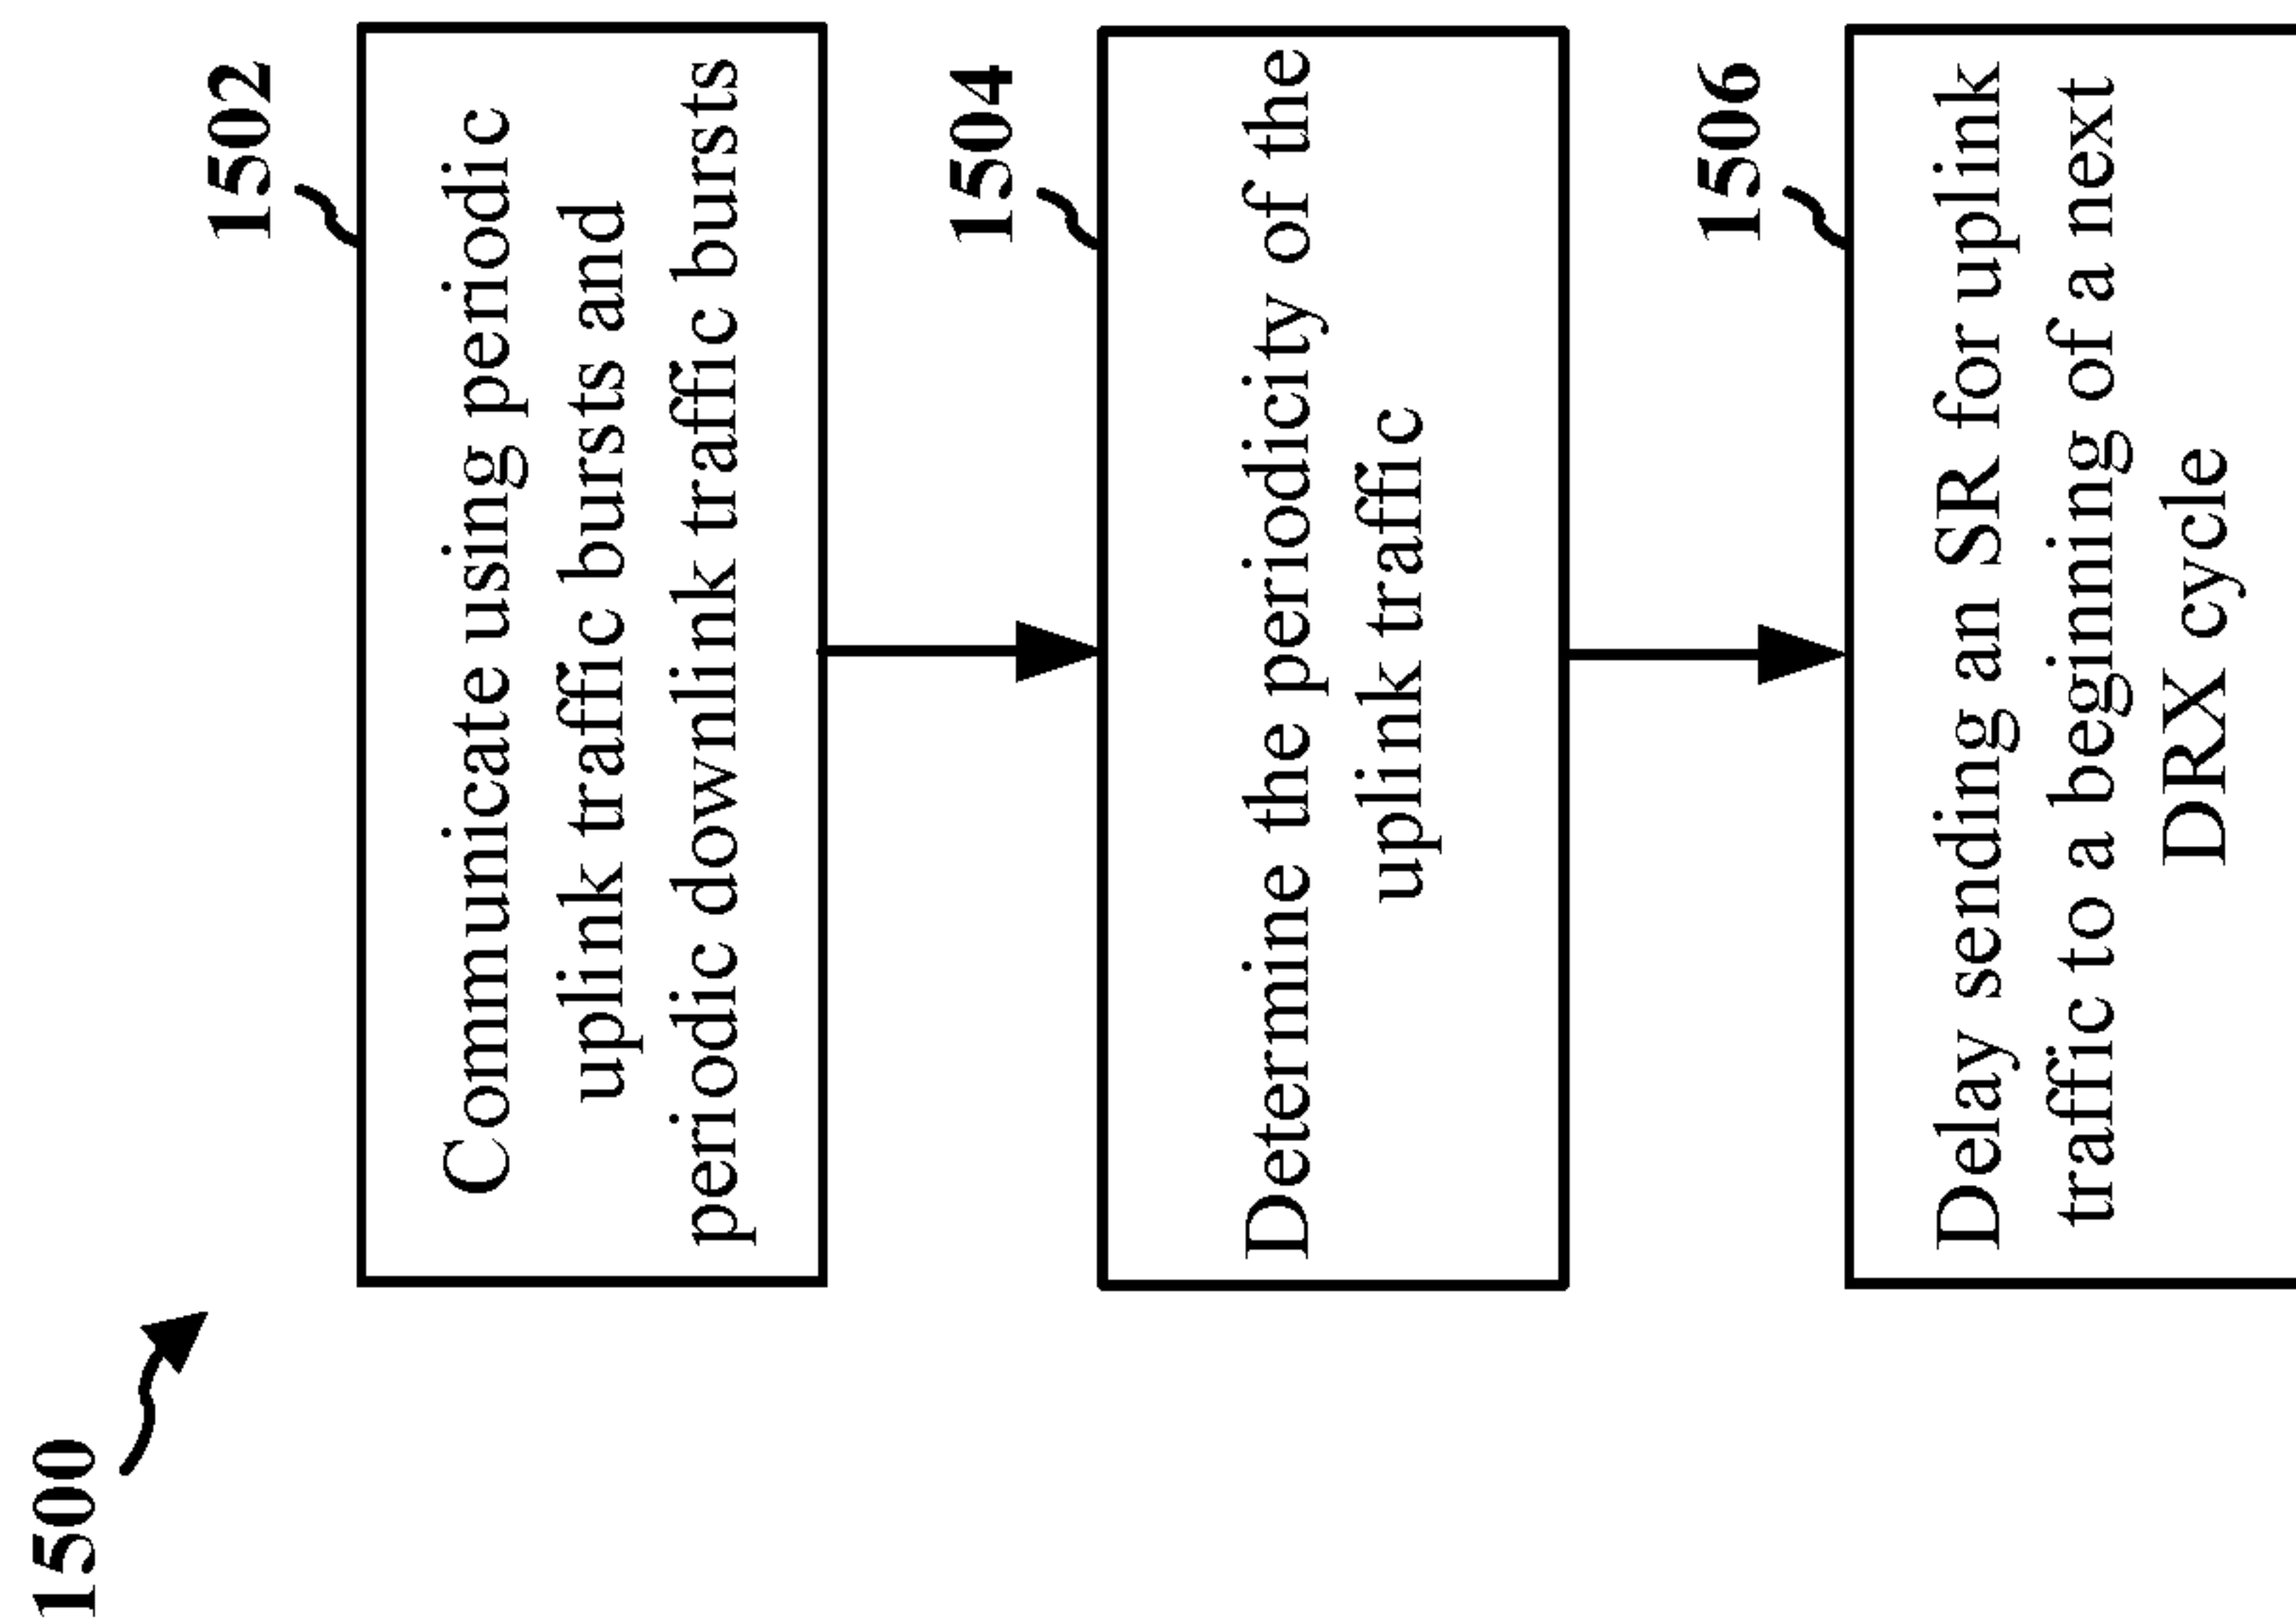 1500
1502
Communicate using periodic
uplink traffic bursts and
periodic downlink traffic bursts
1504
Determine the periodicity of the
uplink traffic
1506
Delay sending an SR for uplink
traffic to a beginning of a next
DRX cycle